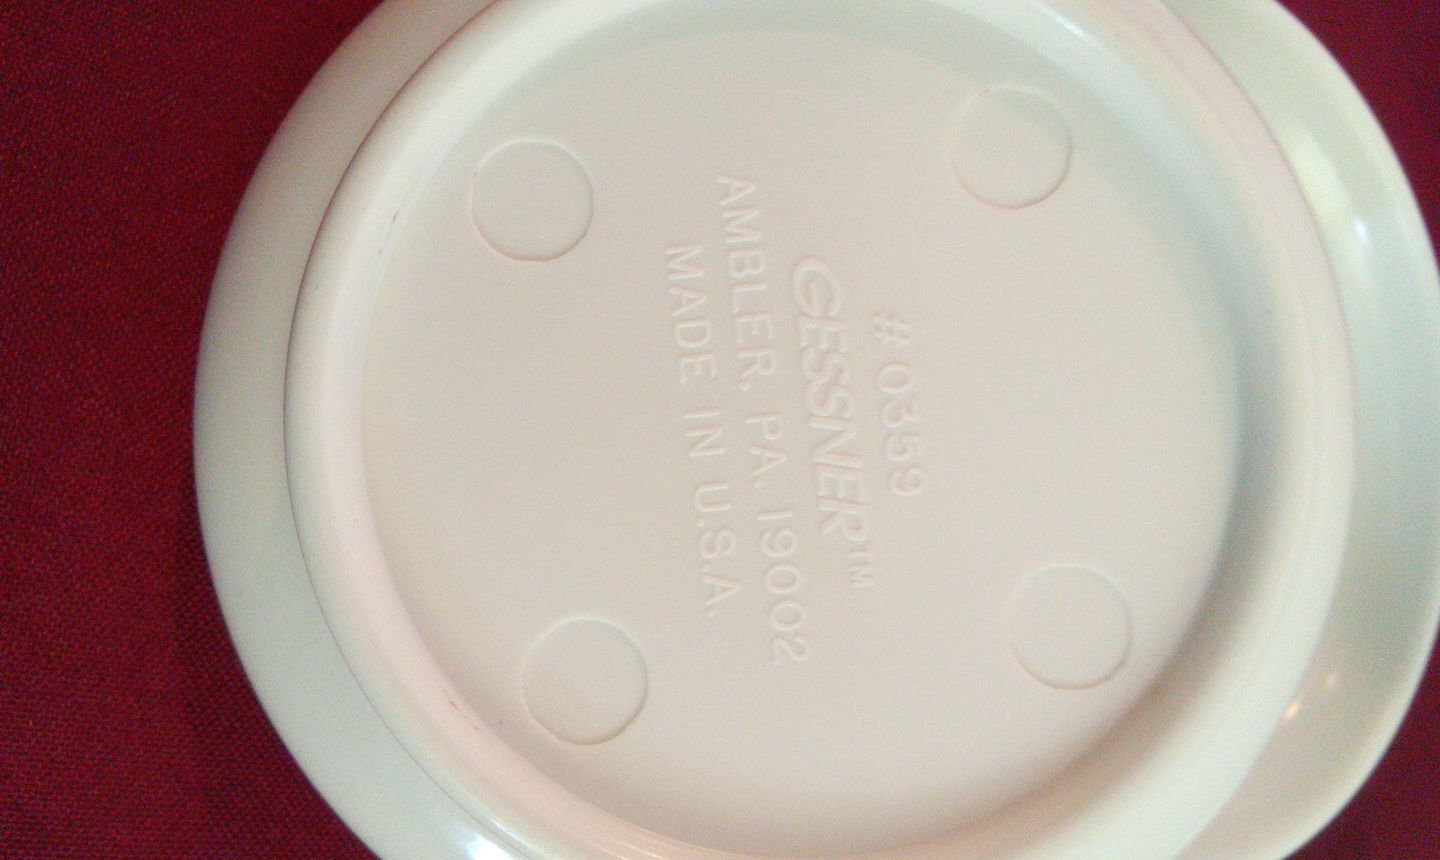 # 0359
GESSNER™
AMBLER, PA. 19002
MADE IN U.S.A.